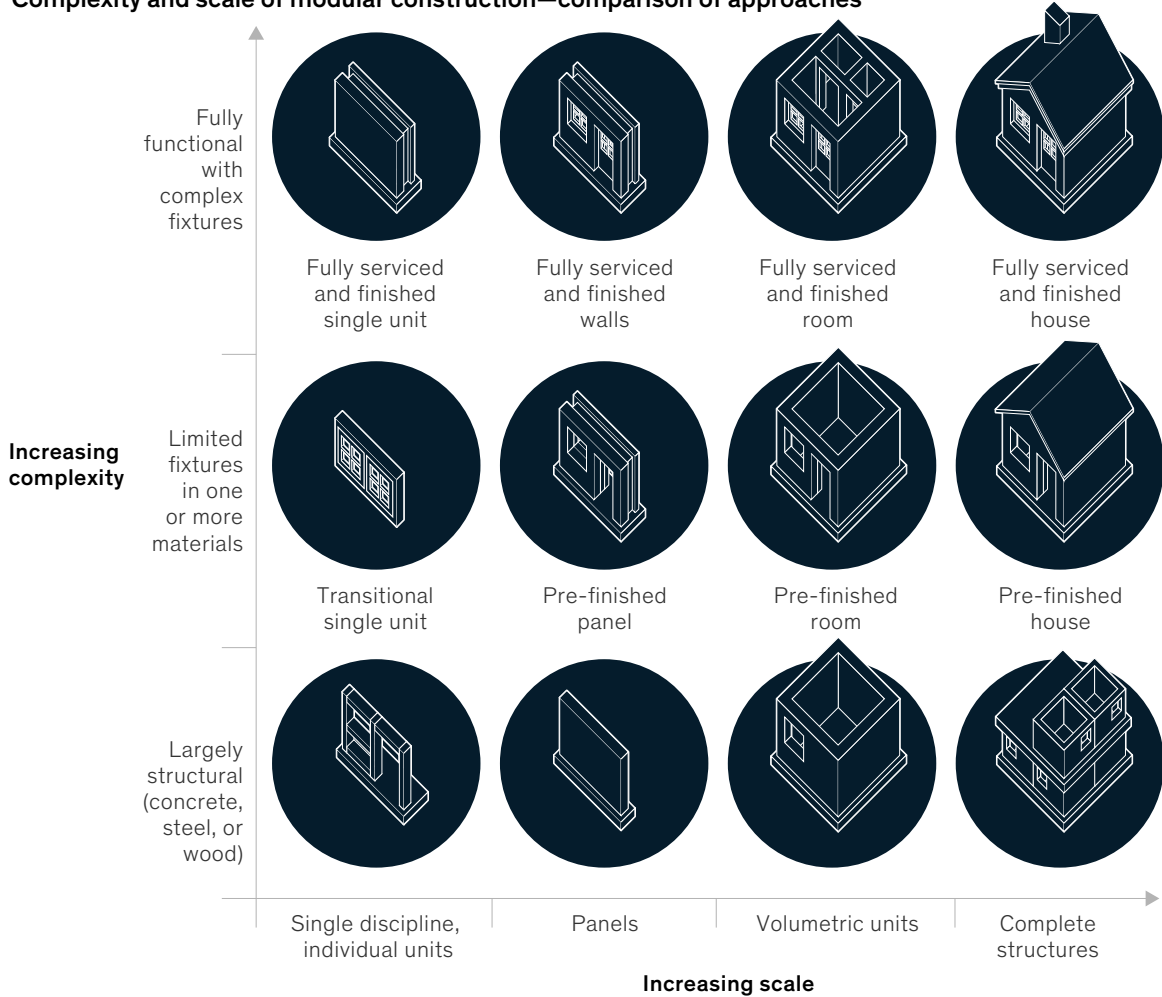 Complexity and scale of modular construction—comparison of approaches
Fully
functional
with
complex
fixtures
Fully serviced
and finished
single unit
Fully serviced
and finished
walls
Fully serviced
and finished
room
Fully serviced
and finished
house
Increasing
complexity
Limited
fixtures
in one
or more
materials
Transitional
single unit
Pre-finished
panel
Pre-finished
room
Pre-finished
house
Largely
structural
(concrete,
steel, or
wood)
Single discipline,
individual units
Panels
Volumetric units
Complete
structures
Increasing scale